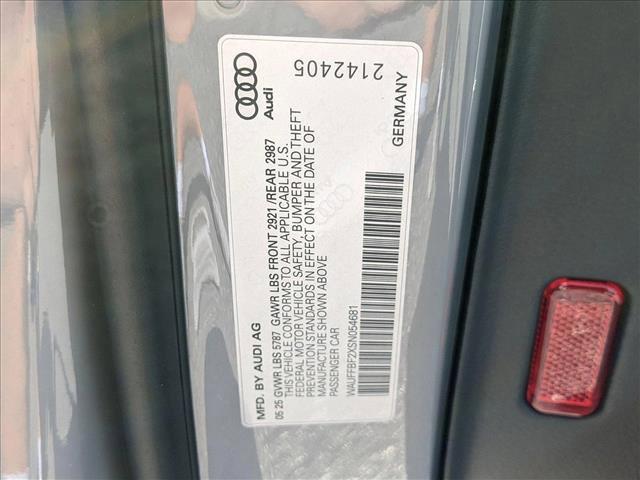 MFD. BY AUDI AG
05 25 GVWR LBS 5787 GAWR LBS FRONT 2921 /REAR 2987
THIS VEHICLE CONFORMS TO ALL APPLICABLE U.S.
FEDERAL MOTOR VEHICLE SAFETY, BUMPER AND THEFT
PREVENTION STANDARDS IN EFFECT ON THE DATE OF
MANUFACTURE SHOWN ABOVE
PASSENGER CAR
WAUFFBF2XSN054681
GERMANY
Audi
2142405